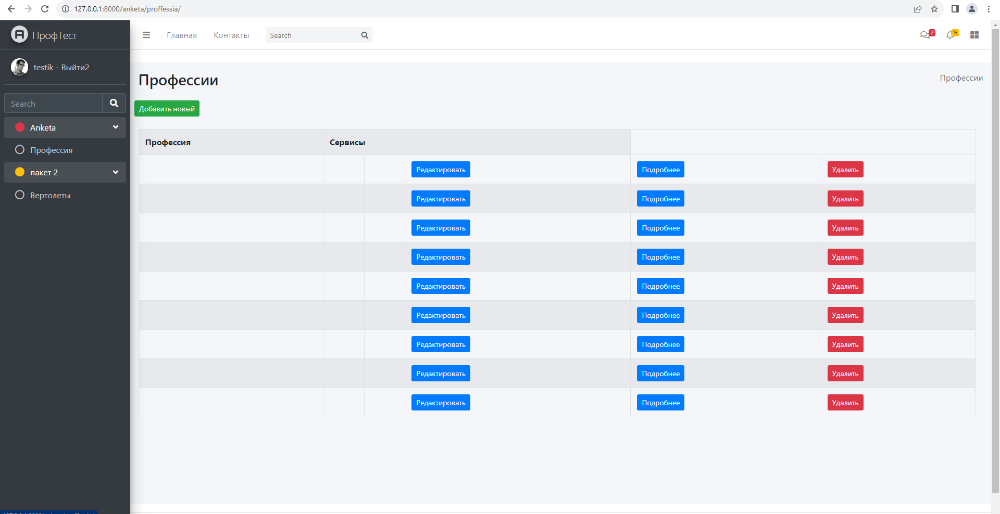 127.0.0.1:8000/anketa/proffessia/
ПрофТест
Главная
Контакты
Search
2
15
testik - Выйти2
Search
Anketa
Профессия
пакет 2
Вертолеты
Профессии
Профессии
Добавить новый
Профессия Сервисы
Редактировать Подробнее Удалить
Редактировать Подробнее Удалить
Редактировать Подробнее Удалить
Редактировать Подробнее Удалить
Редактировать Подробнее Удалить
Редактировать Подробнее Удалить
Редактировать Подробнее Удалить
Редактировать Подробнее Удалить
Редактировать Подробнее Удалить